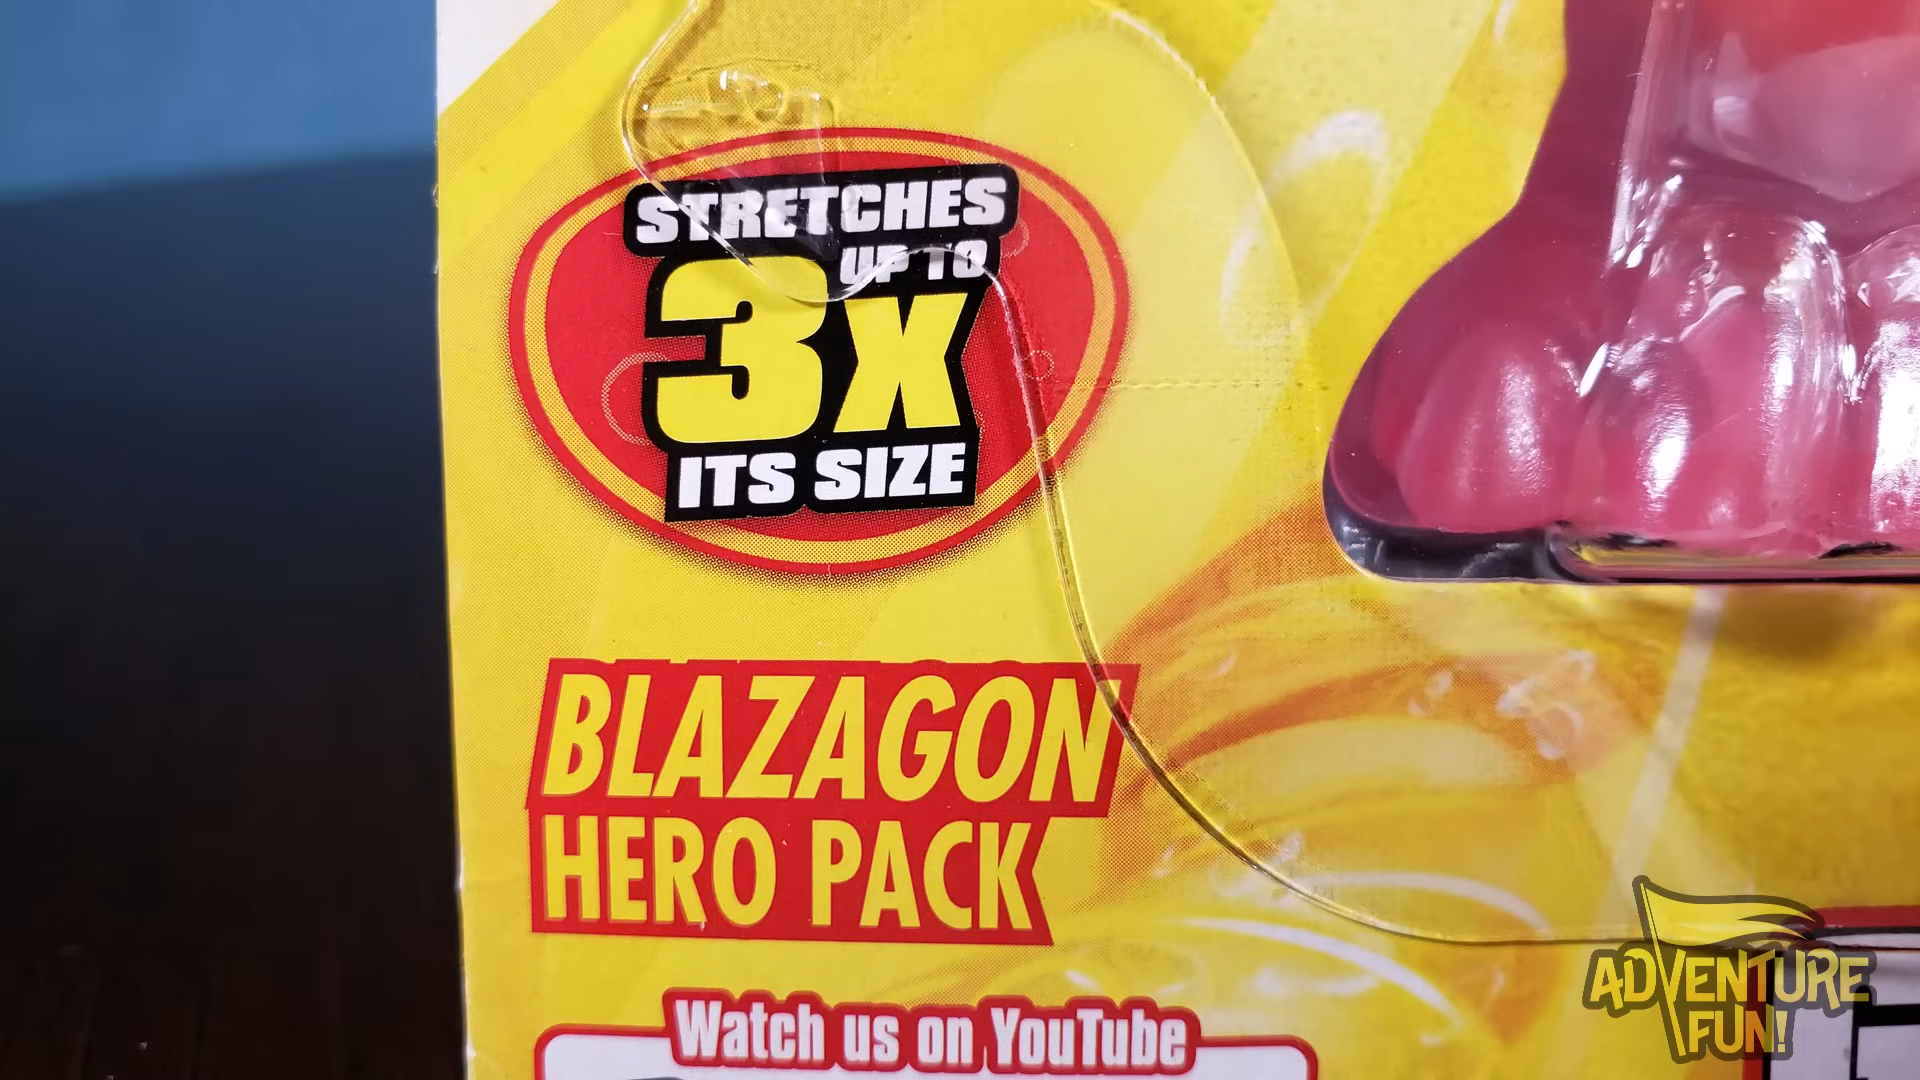 STRETCHES
UP TO
3X
ITS SIZE
BLAZAGON
HERO PACK
Watch us on YouTube
ADVENTURE
FUN!